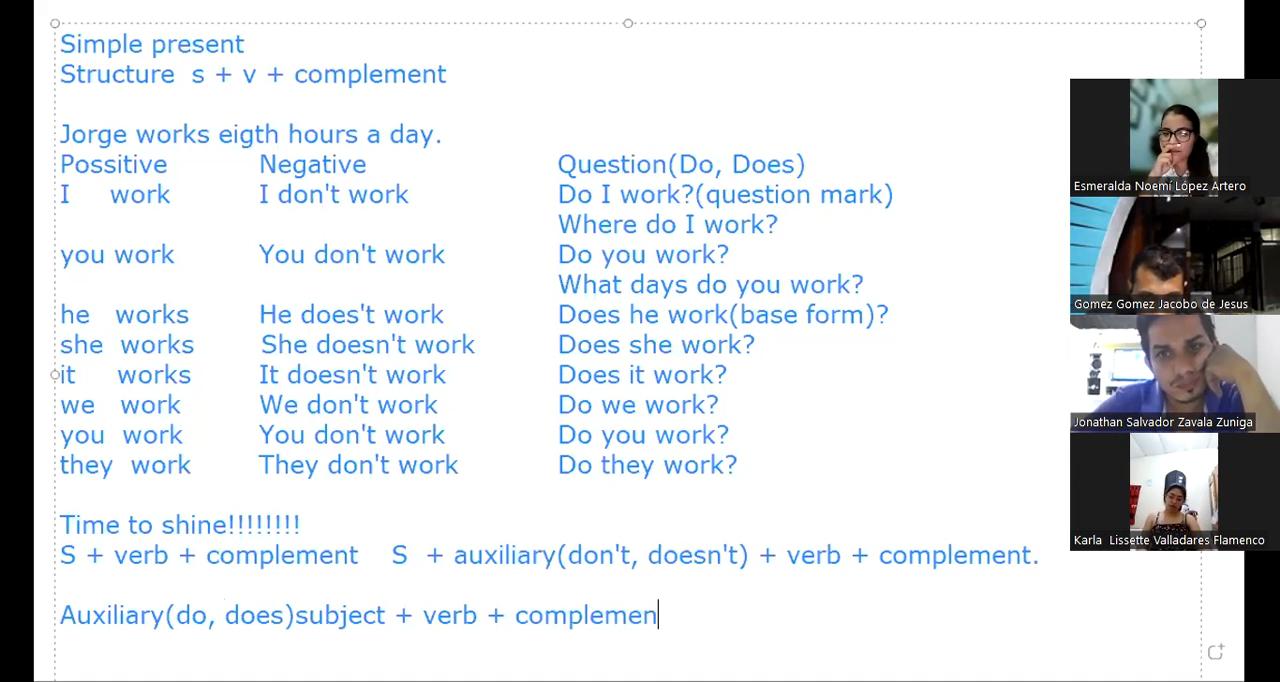 Simple present
Structure s + v + complement
Jorge works eigth hours a day.
Possitive Negative Question(Do, Does)
I work I don't work Do I work?(question mark)
Where do I work?
you work You don't work Do you work?
What days do you work?
he works He does't work Does he work(base form)?
she works She doesn't work Does she work?
it works It doesn't work Does it work?
we work We don't work Do we work?
you work You don't work Do you work?
they work They don't work Do they work?
Time to shine!!!!!!!!
S + verb + complement S + auxiliary(don't, doesn't) + verb + complement.
Auxiliary(do, does)subject + verb + complemen
Esmeralda Noemí López Artero
Gomez Gomez Jacobo de Jesus
Jonathan Salvador Zavala Zuniga
Karla Lissette Valladares Flamenco